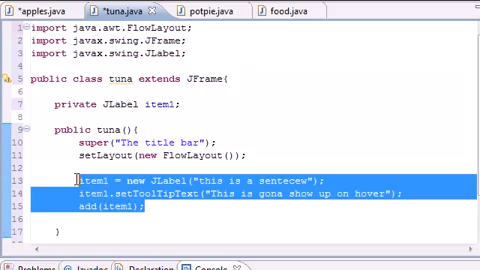 *apples.java *tuna.java potpie.java food.java
1 import java.awt.FlowLayout;
2 import javax.swing.JFrame;
3 import javax.swing.JLabel;
4
5 public class tuna extends JFrame{
6
7 private JLabel item1;
8
9 public tuna(){
10 super("The title bar");
11 setLayout(new FlowLayout());
12
13 item1 = new JLabel("this is a sentecew");
14 item1.setToolTipText("This is gona show up on hover");
15 add(item1);
16
17 }
Problems Javadoc Declaration Console